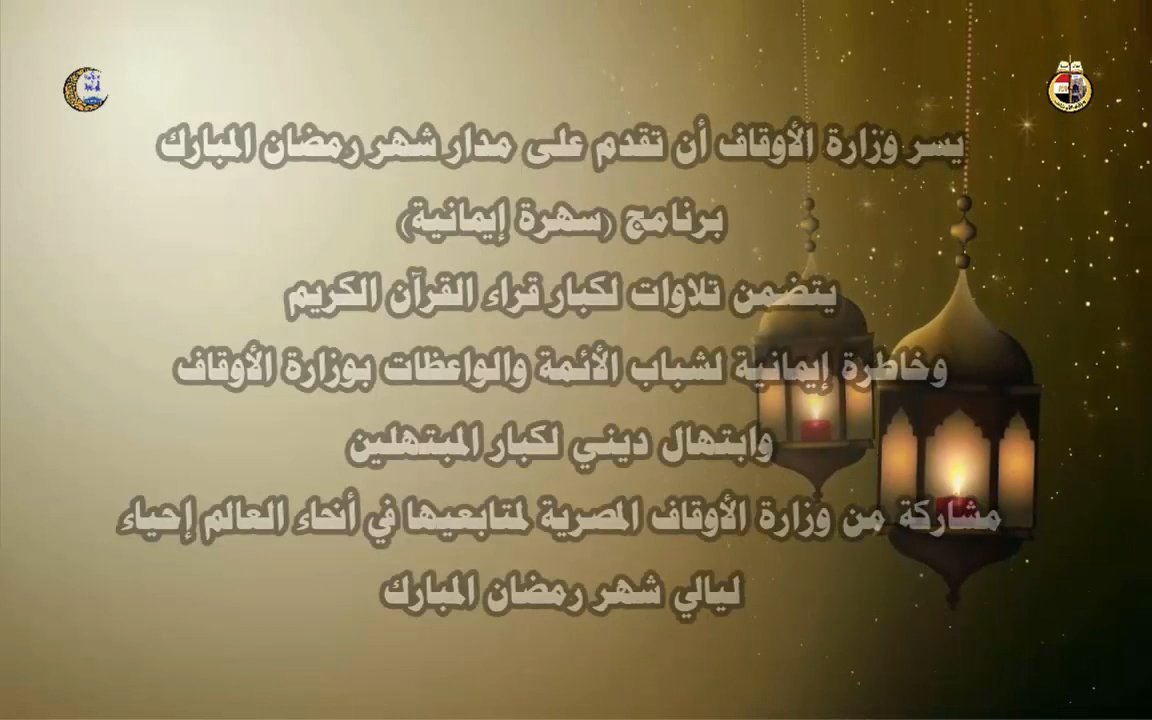 يسر وزارة الأوقاف أن تقدم على مدار شهر رمضان المبارك
برنامج (سهرة إيمانية)
يتضمن تلاوات لكبار قراء القرآن الكريم
وخاطرة إيمانية لشباب الأئمة والواعظات بوزارة الأوقاف
وابتهال ديني لكبار المبتهلين
مشاركة من وزارة الأوقاف المصرية لمتابعيها في أنحاء العالم إحياء
ليالي شهر رمضان المبارك